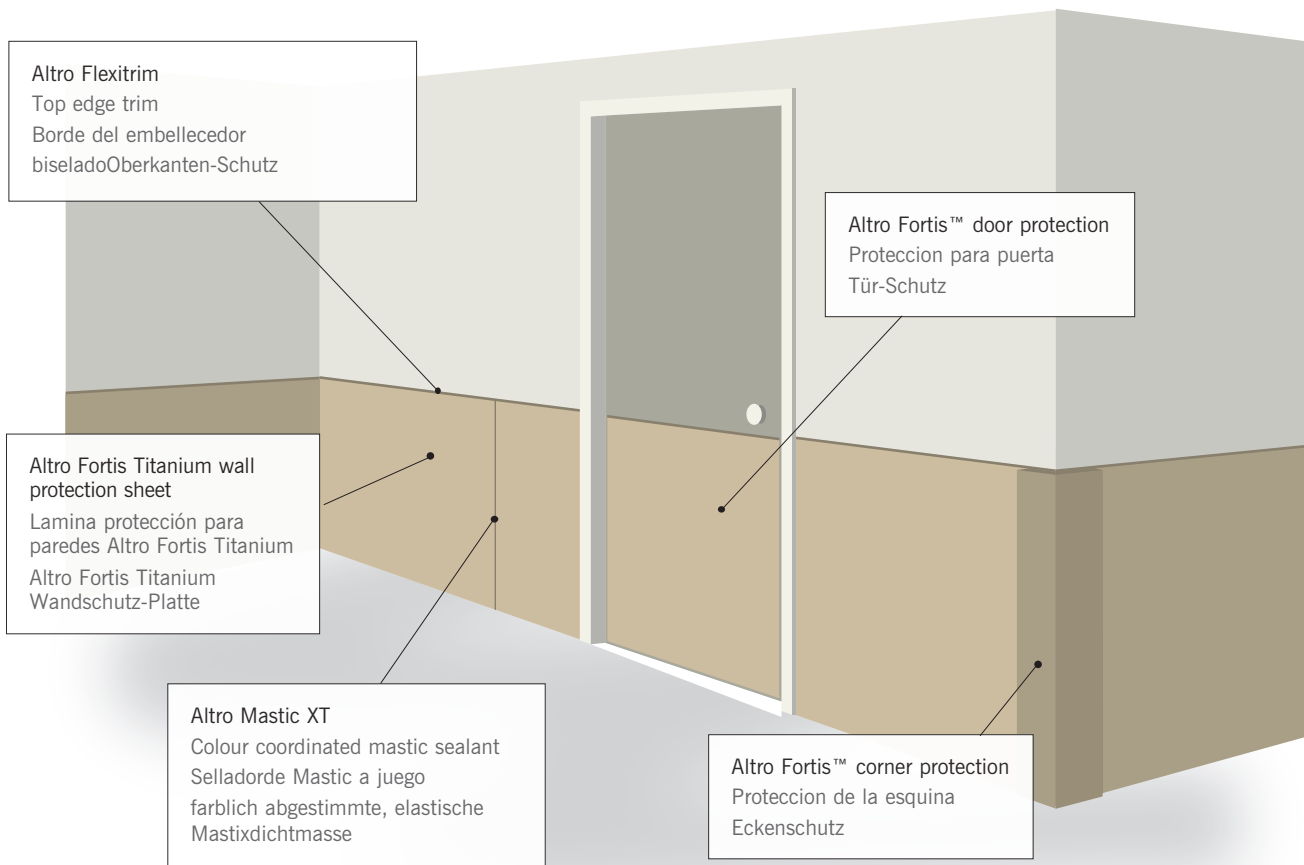 Altro Flexitrim
Top edge trim
Borde del embellecedor
biseladoOberkanten-Schutz
Altro Fortis™ door protection
Proteccion para puerta
Tür-Schutz
Altro Fortis Titanium wall
protection sheet
Lamina protección para
paredes Altro Fortis Titanium
Altro Fortis Titanium
Wandschutz-Platte
Altro Mastic XT
Colour coordinated mastic sealant
Selladorde Mastic a juego
farblich abgestimmte, elastische
Mastixdichtmasse
Altro Fortis™ corner protection
Proteccion de la esquina
Eckenschutz